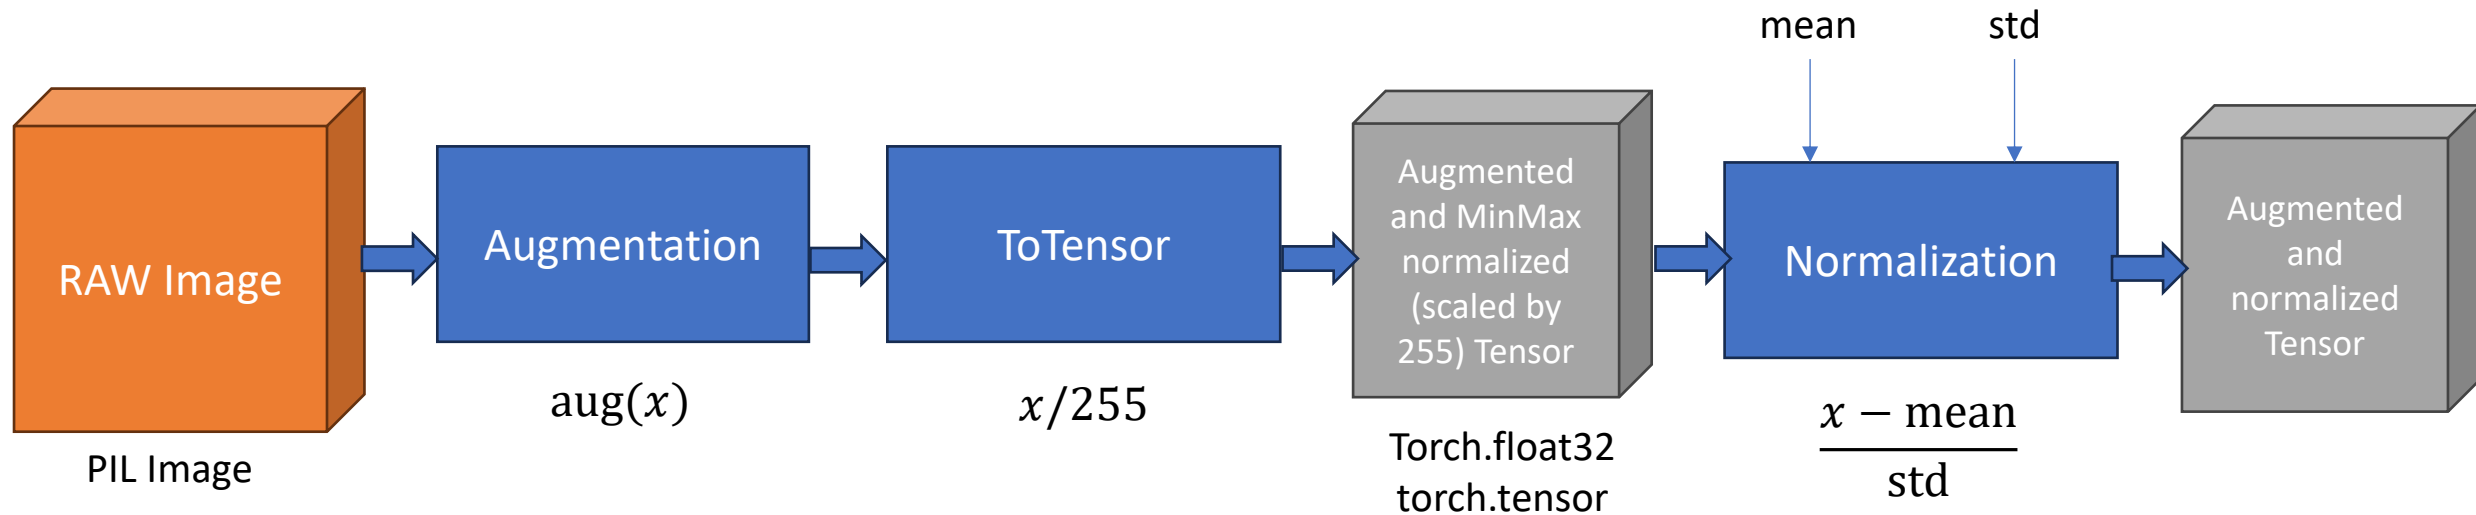 mean
std
RAW Image
PIL Image
Augmentation
aug(x)
ToTensor
x/255
Augmented
and MinMax
normalized
(scaled by
255) Tensor
Torch.float32
torch.tensor
Normalization
x − mean
std
Augmented
and
normalized
Tensor